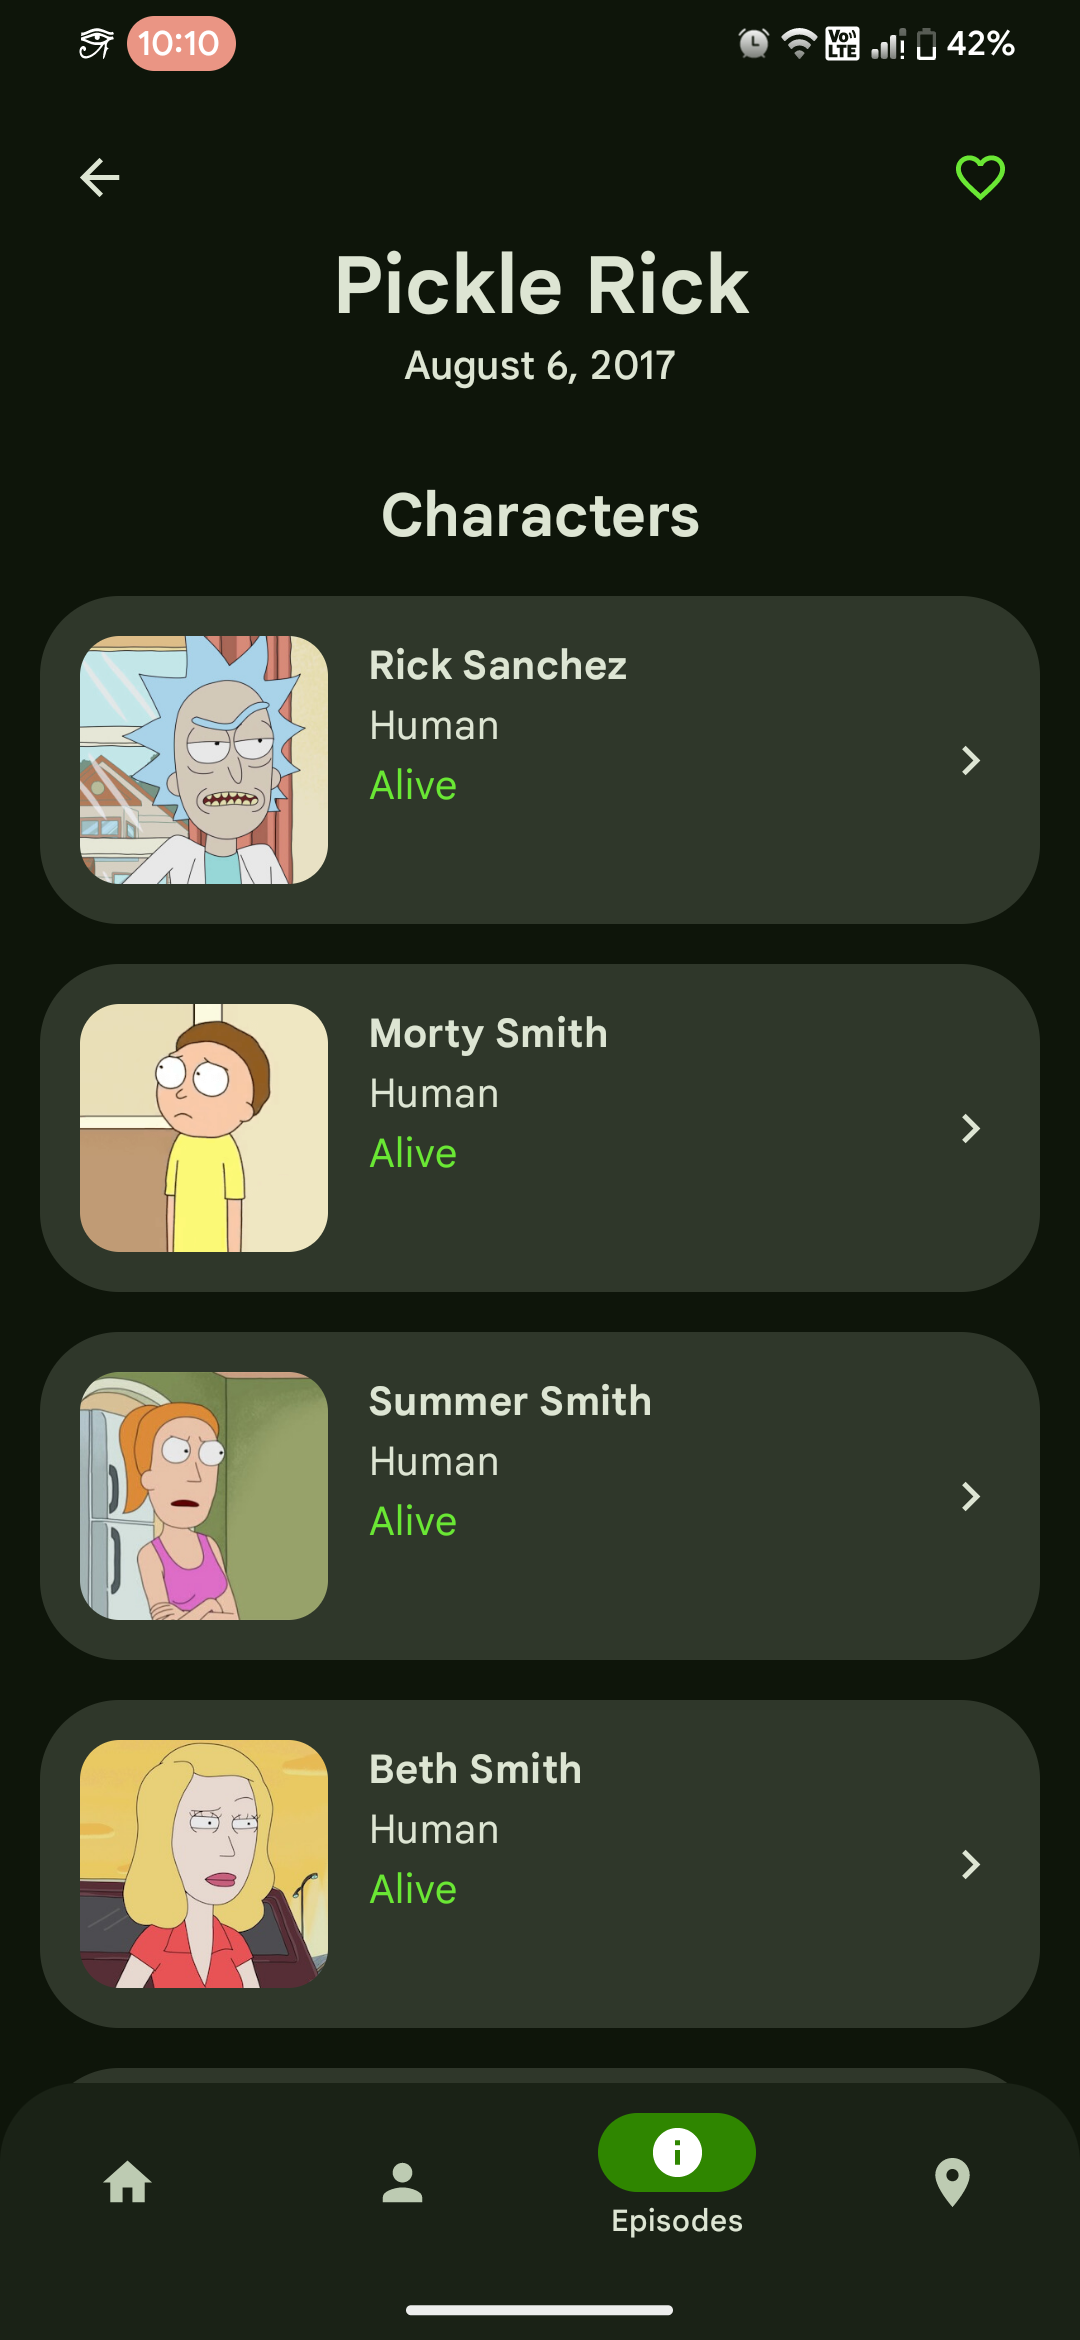 10:10
Vo))
LTE
42%
Pickle Rick
August 6, 2017
Characters
Rick Sanchez
Human
Alive
Morty Smith
Human
Alive
Summer Smith
Human
Alive
Beth Smith
Human
Alive
Episodes